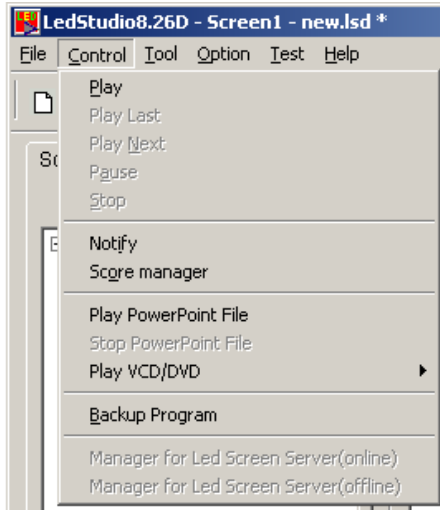 LedStudio8.26D - Screen1 - new.lsd *
File Control Tool Option Test Help
Play
Play Last
Play Next
Pause
Stop
Notify
Score manager
Play PowerPoint File
Stop PowerPoint File
Play VCD/DVD
Backup Program
Manager for Led Screen Server(online)
Manager for Led Screen Server(offline)